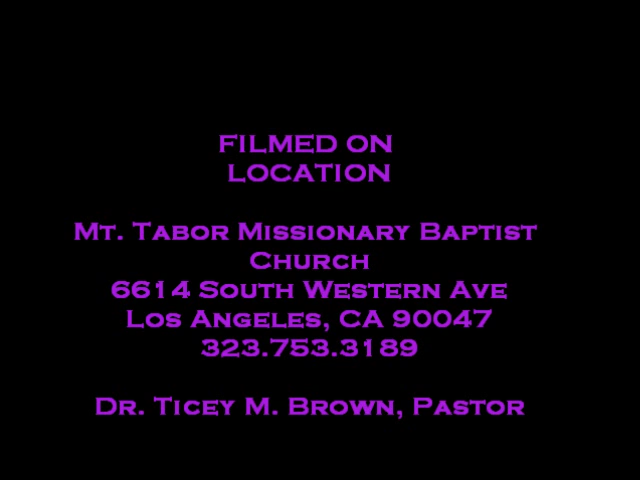 FILMED ON
LOCATION
Mt. Tabor Missionary Baptist
Church
6614 South Western Ave
Los Angeles, CA 90047
323.753.3189
Dr. Ticey M. Brown, Pastor